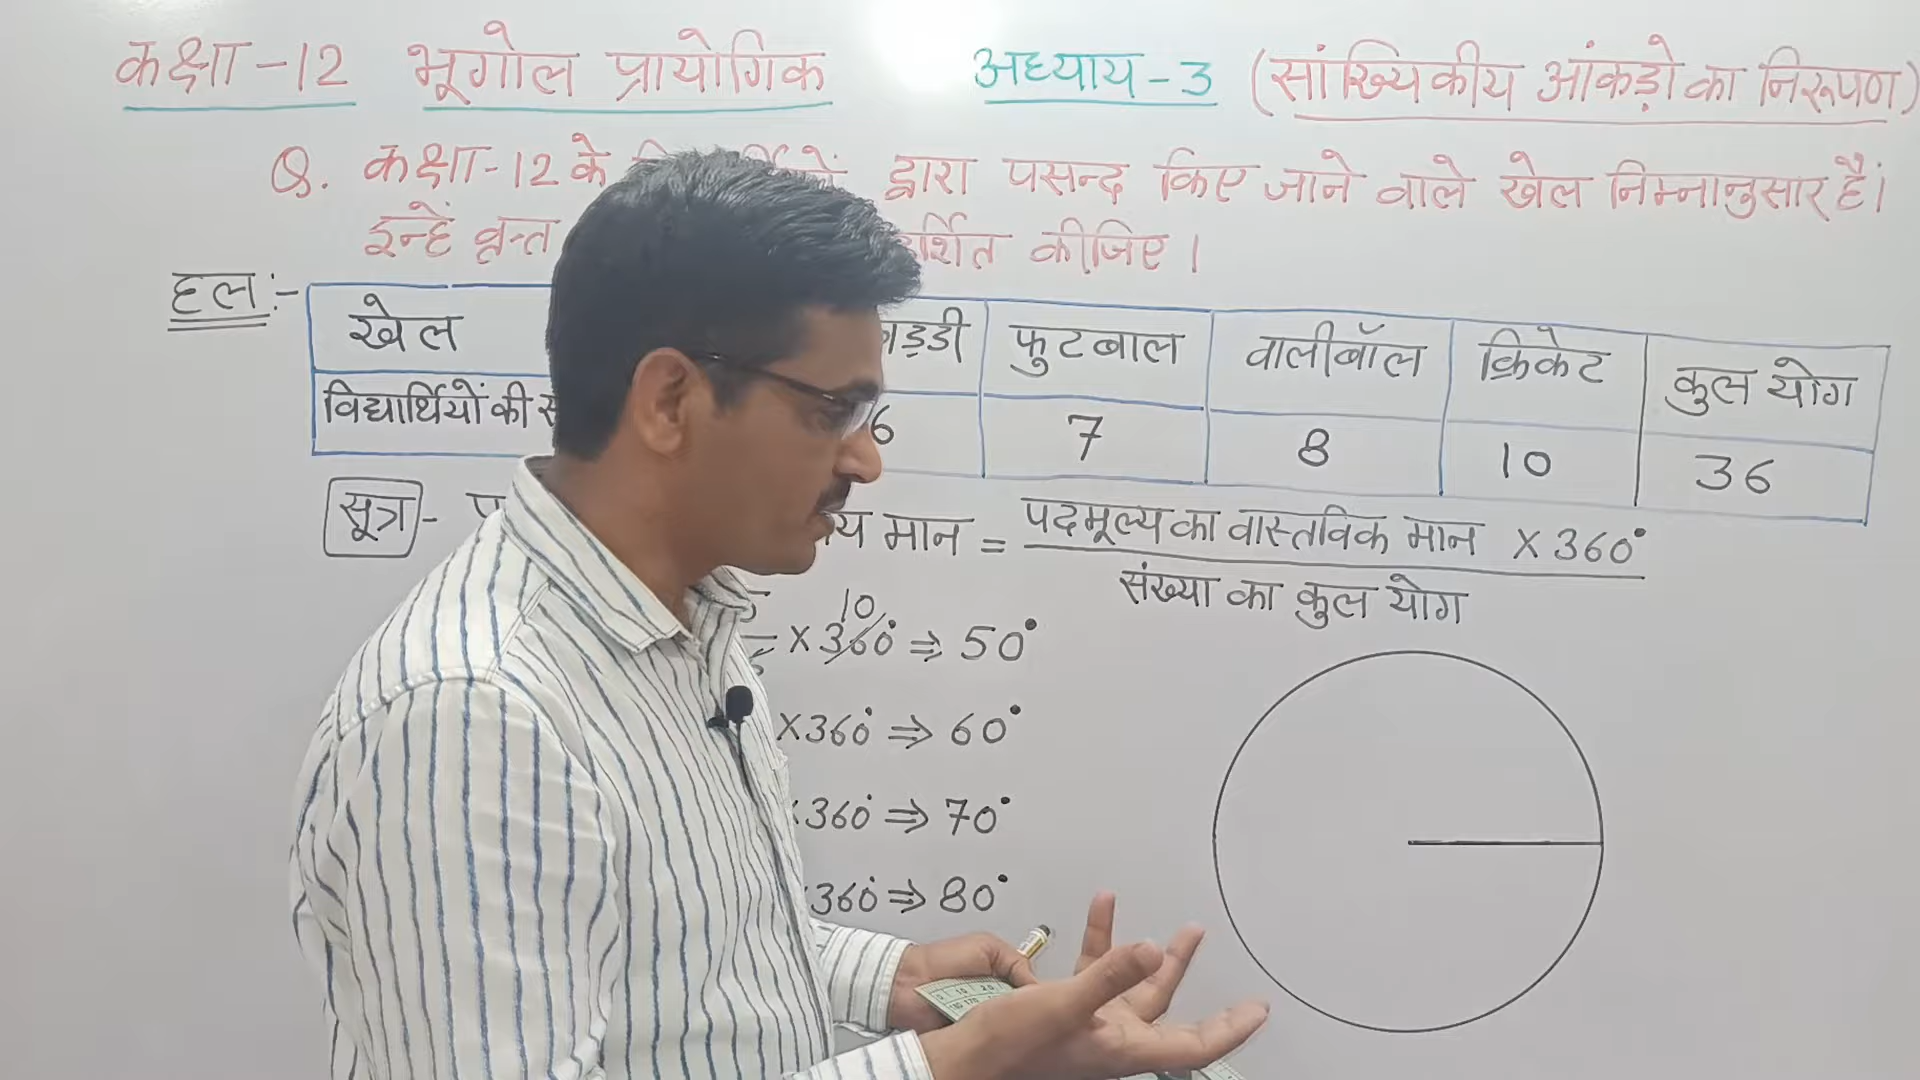 कक्षा-12 भूगोल प्रायोगिक अध्याय-3 (सांख्यिकीय आंकड़ो का निरूपण)
Q. कक्षा-12 के द्वारा पसन्द किए जाने वाले खेल निम्नानुसार है।
इन्हें वृत्त कीजिए।
हल:-
खेल फुटबाल वालीबॉल क्रिकेट कुल योग
विद्यार्थियों की 6 7 8 10 36
सूत्र- मान = पदमूल्य का वास्तविक मान X 360°
संख्या का कुल योग
10
X 360° ⇒ 50°
X 360° ⇒ 60°
360° ⇒ 70°
360° ⇒ 80°